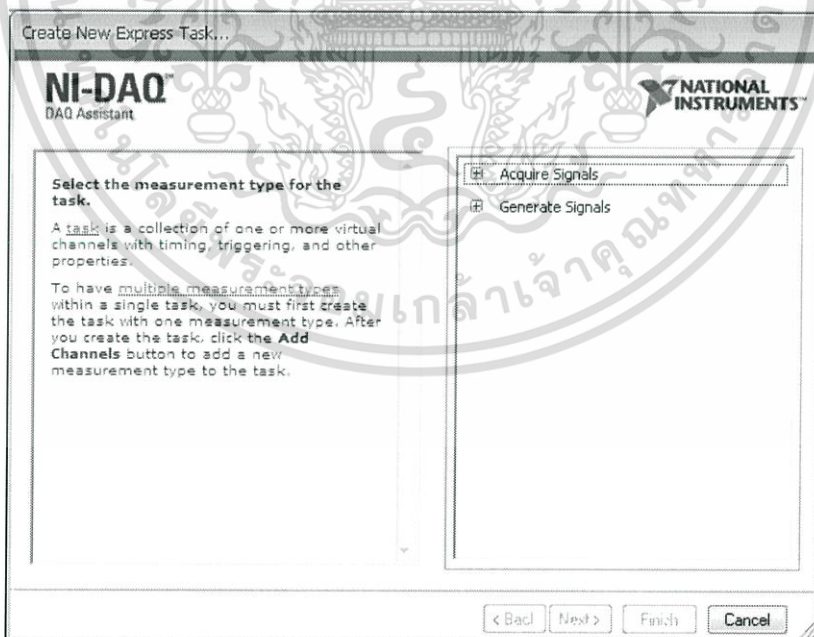 Create New Express Task...
NI-DAQ™
DAQ Assistant
NATIONAL
INSTRUMENTS™
Select the measurement type for the
task.
A task is a collection of one or more virtual
channels with timing, triggering, and other
properties.
To have multiple measurement types
within a single task, you must first create
the task with one measurement type. After
you create the task, click the Add
Channels button to add a new
measurement type to the task.
Acquire Signals
Generate Signals
< Back
Next >
Finish
Cancel